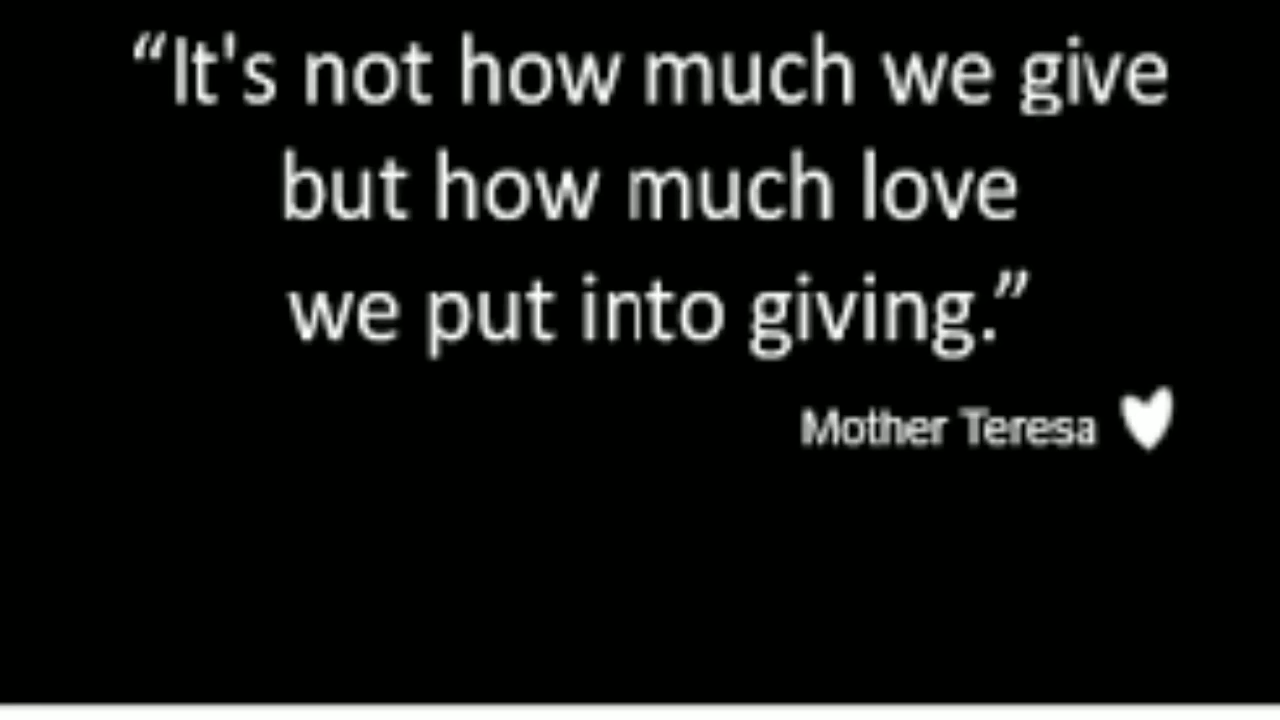 “It's not how much we give
but how much love
we put into giving.”
Mother Teresa